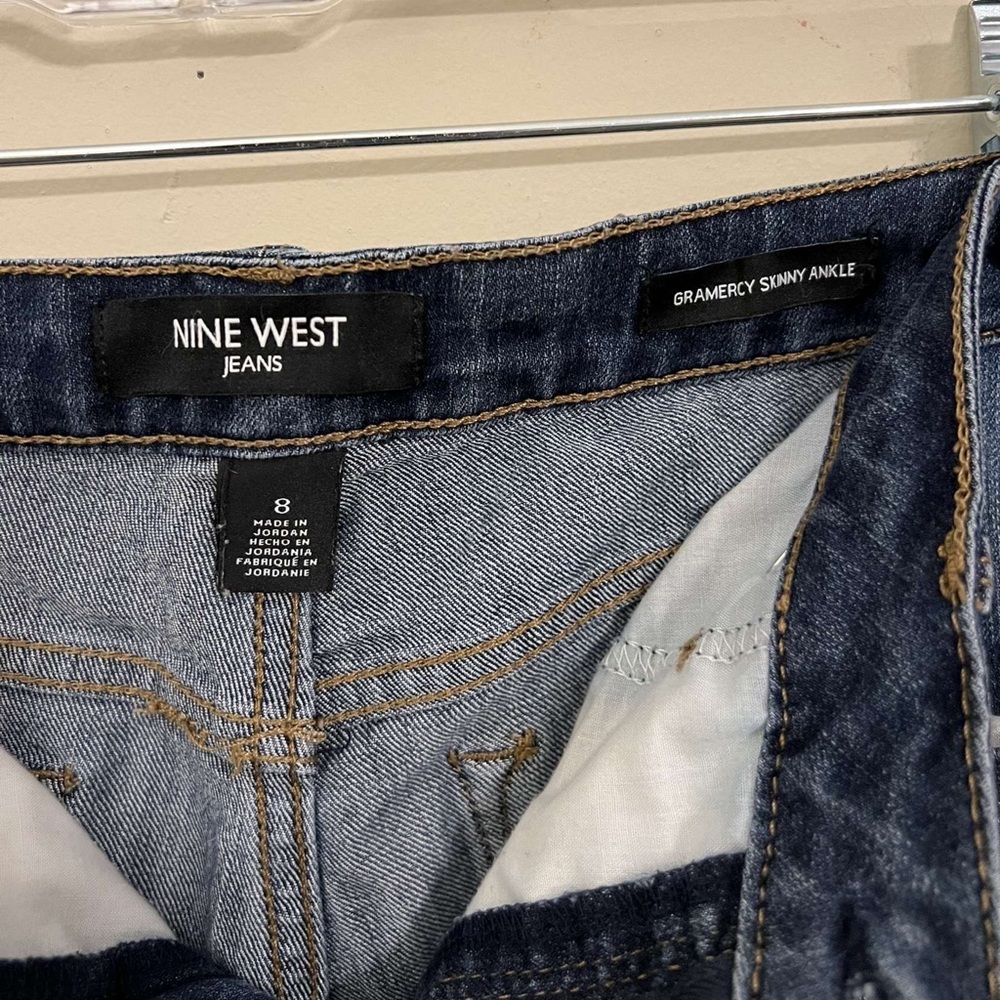 NINE WEST
JEANS
GRAMERCY SKINNY ANKLE
8
MADE IN
JORDAN
HECHO EN
JORDANIA
FABRIQUÉ EN
JORDANIE